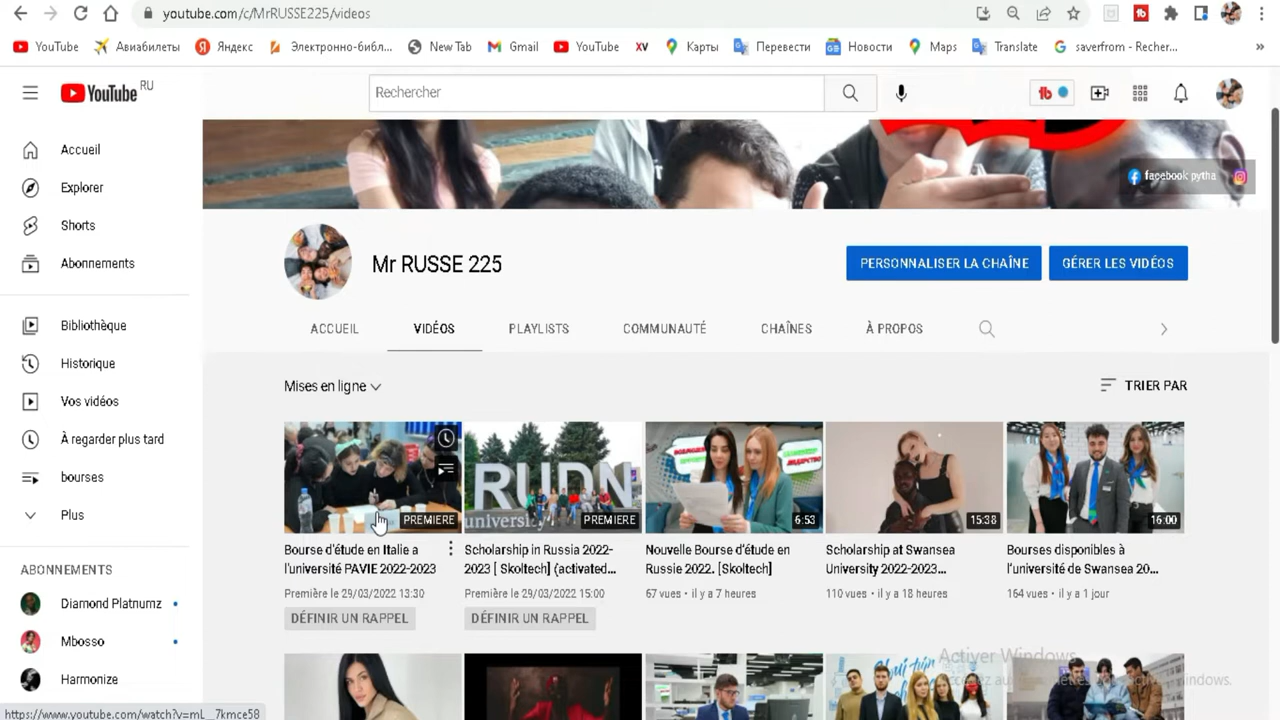 youtube.com/c/MrRUSSE225/videos
YouTube
Авиабилеты
Яндекс
Электронно-библ...
New Tab
Gmail
YouTube
XV
Карты
Перевести
Новости
Maps
Translate
saverfrom - Recher...
»
YouTube RU
Rechercher
Accueil
Explorer
Shorts
Abonnements
Bibliothèque
Historique
Vos vidéos
À regarder plus tard
bourses
Plus
ABONNEMENTS
Diamond Platnumz
Mbosso
Harmonize
facebook pytha
Mr RUSSE 225
PERSONNALISER LA CHAÎNE
GÉRER LES VIDÉOS
ACCUEIL
VIDÉOS
PLAYLISTS
COMMUNAUTÉ
CHAÎNES
À PROPOS
Mises en ligne
TRIER PAR
PREMIERE
Bourse d'étude en Italie a
l'université PAVIE 2022-2023
Première le 29/03/2022 13:30
DÉFINIR UN RAPPEL
RUDN
university
PREMIERE
Scholarship in Russia 2022-
2023 [ Skoltech] (activated...
Première le 29/03/2022 15:00
DÉFINIR UN RAPPEL
6:53
Nouvelle Bourse d'étude en
Russie 2022. [Skoltech]
67 vues • il y a 7 heures
15:38
Scholarship at Swansea
University 2022-2023...
110 vues • il y a 18 heures
16:00
Bourses disponibles à
l'université de Swansea 20...
164 vues • il y a 1 jour
Activer Windows
https://www.youtube.com/watch?v=mL__7kmce58